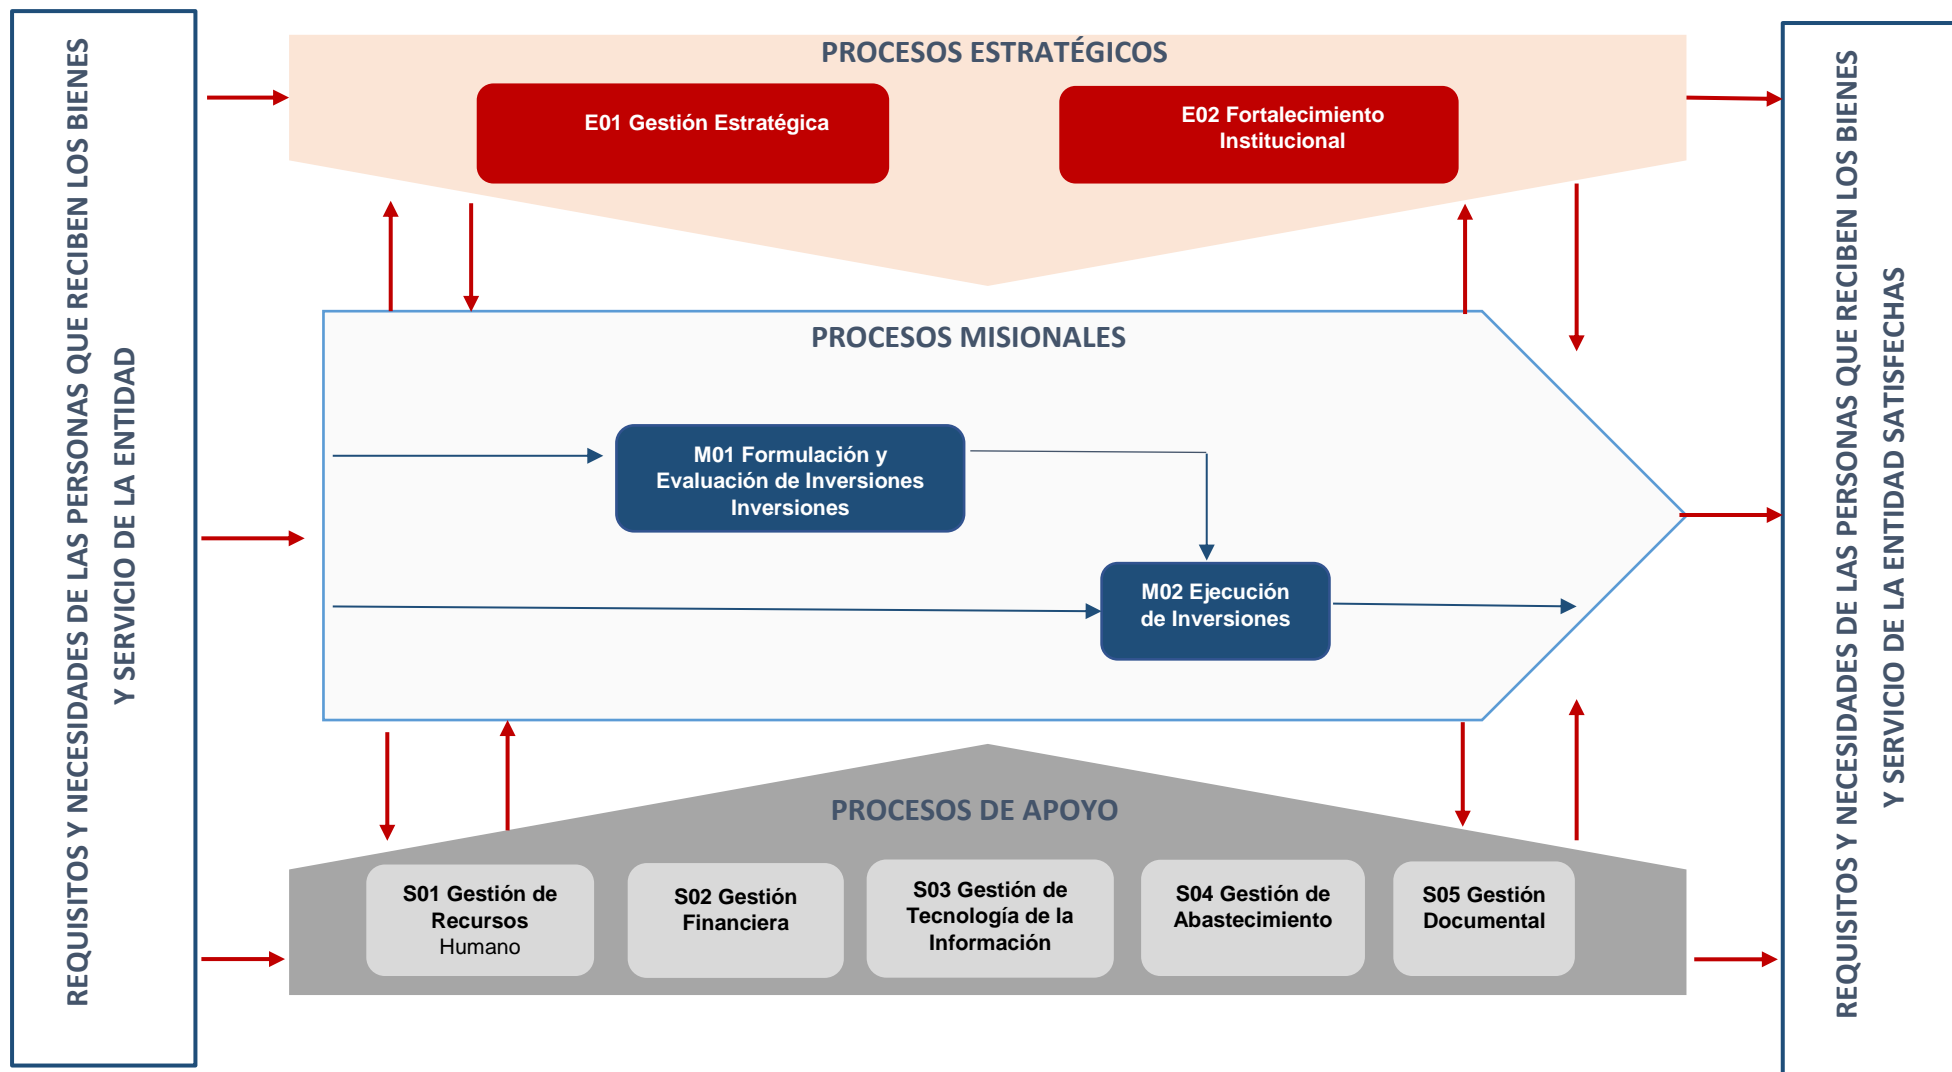 REQUISITOS Y NECESIDADES DE LAS PERSONAS QUE RECIBEN LOS BIENES
Y SERVICIO DE LA ENTIDAD
PROCESOS ESTRATÉGICOS
E01 Gestión Estratégica
E02 Fortalecimiento
Institucional
PROCESOS MISIONALES
M01 Formulación y
Evaluación de Inversiones
Inversiones
M02 Ejecución
de Inversiones
PROCESOS DE APOYO
S01 Gestión de
Recursos
Humano
S02 Gestión
Financiera
S03 Gestión de
Tecnología de la
Información
S04 Gestión de
Abastecimiento
S05 Gestión
Documental
REQUISITOS Y NECESIDADES DE LAS PERSONAS QUE RECIBEN LOS BIENES
Y SERVICIO DE LA ENTIDAD SATISFECHAS